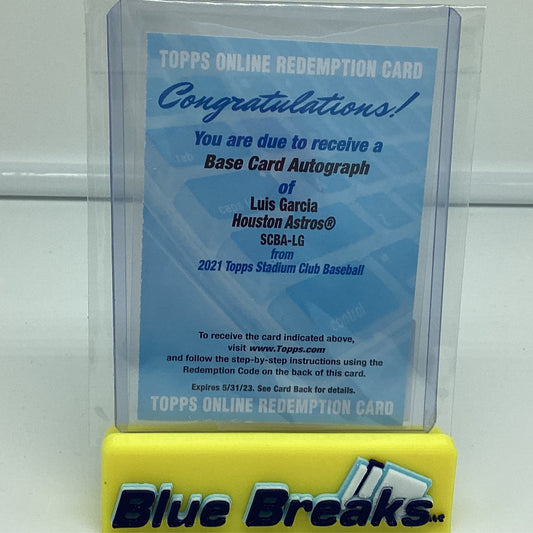 TOPPS ONLINE REDEMPTION CARD
Congratulations!
You are due to receive a
Base Card Autograph
of
Luis Garcia
Houston Astros®
SCBA-LG
from
2021 Topps Stadium Club Baseball
To receive the card indicated above,
visit www.Topps.com
and follow the step-by-step instructions using the
Redemption Code on the back of this card.
Expires 5/31/23. See Card Back for details.
TOPPS ONLINE REDEMPTION CARD
Blue Breaks